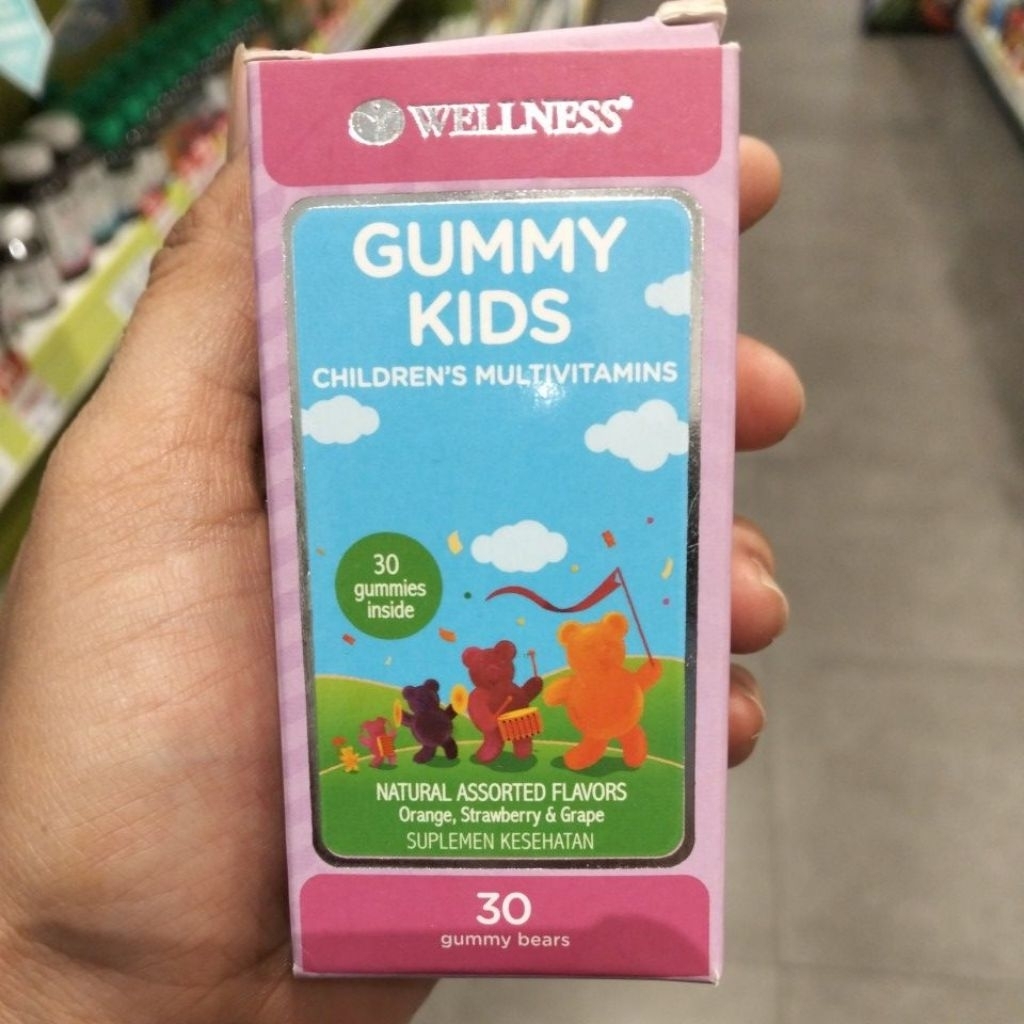 WELLNESS®
GUMMY
KIDS
CHILDREN'S MULTIVITAMINS
30
gummies
inside
NATURAL ASSORTED FLAVORS
Orange, Strawberry & Grape
SUPLEMEN KESEHATAN
30
gummy bears